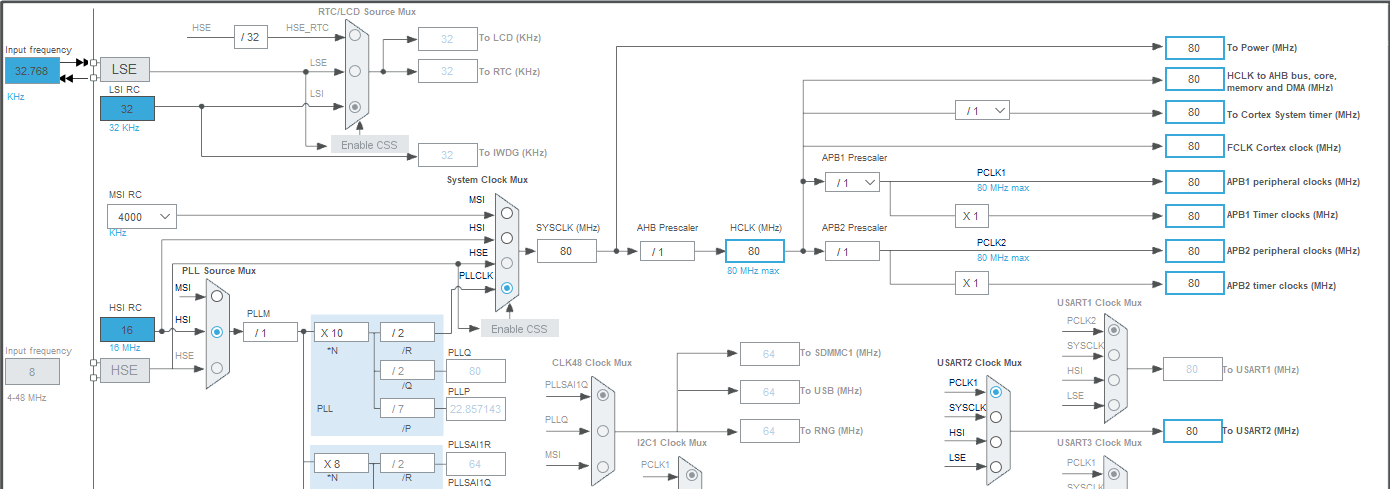 RTC/LCD Source Mux
HSE
/ 32
HSE_RTC
32
To LCD (KHz)
Input frequency
32.768
KHz
LSE
LSE
32
To RTC (KHz)
LSI RC
32
32 KHz
LSI
Enable CSS
32
To IWDG (KHz)
80
To Power (MHz)
80
HCLK to AHB bus, core,
memory and DMA (MHz)
/ 1
80
To Cortex System timer (MHz)
80
FCLK Cortex clock (MHz)
APB1 Prescaler
/ 1
PCLK1
80 MHz max
80
APB1 peripheral clocks (MHz)
X 1
80
APB1 Timer clocks (MHz)
System Clock Mux
MSI RC
4000
KHz
MSI
HSI
HSE
PLLCLK
Enable CSS
SYSCLK (MHz)
80
AHB Prescaler
/ 1
HCLK (MHz)
80
80 MHz max
APB2 Prescaler
/ 1
PCLK2
80 MHz max
80
APB2 peripheral clocks (MHz)
X 1
80
APB2 timer clocks (MHz)
PLL Source Mux
MSI
HSI
HSE
HSI RC
16
16 MHz
Input frequency
8
4-48 MHz
HSE
PLLM
/ 1
X 10
*N
/ 2
/R
/ 2
/Q
/ 7
/P
PLL
PLLQ
80
PLLP
22.857143
X 8
*N
/ 2
/R
PLLSAI1R
64
PLLSAI1Q
CLK48 Clock Mux
PLLSAI1Q
PLLQ
MSI
64
To SDMMC1 (MHz)
64
To USB (MHz)
64
To RNG (MHz)
I2C1 Clock Mux
PCLK1
USART2 Clock Mux
PCLK1
SYSCLK
HSI
LSE
80
To USART2 (MHz)
USART1 Clock Mux
PCLK2
SYSCLK
HSI
LSE
80
To USART1 (MHz)
USART3 Clock Mux
PCLK1
SYSCLK